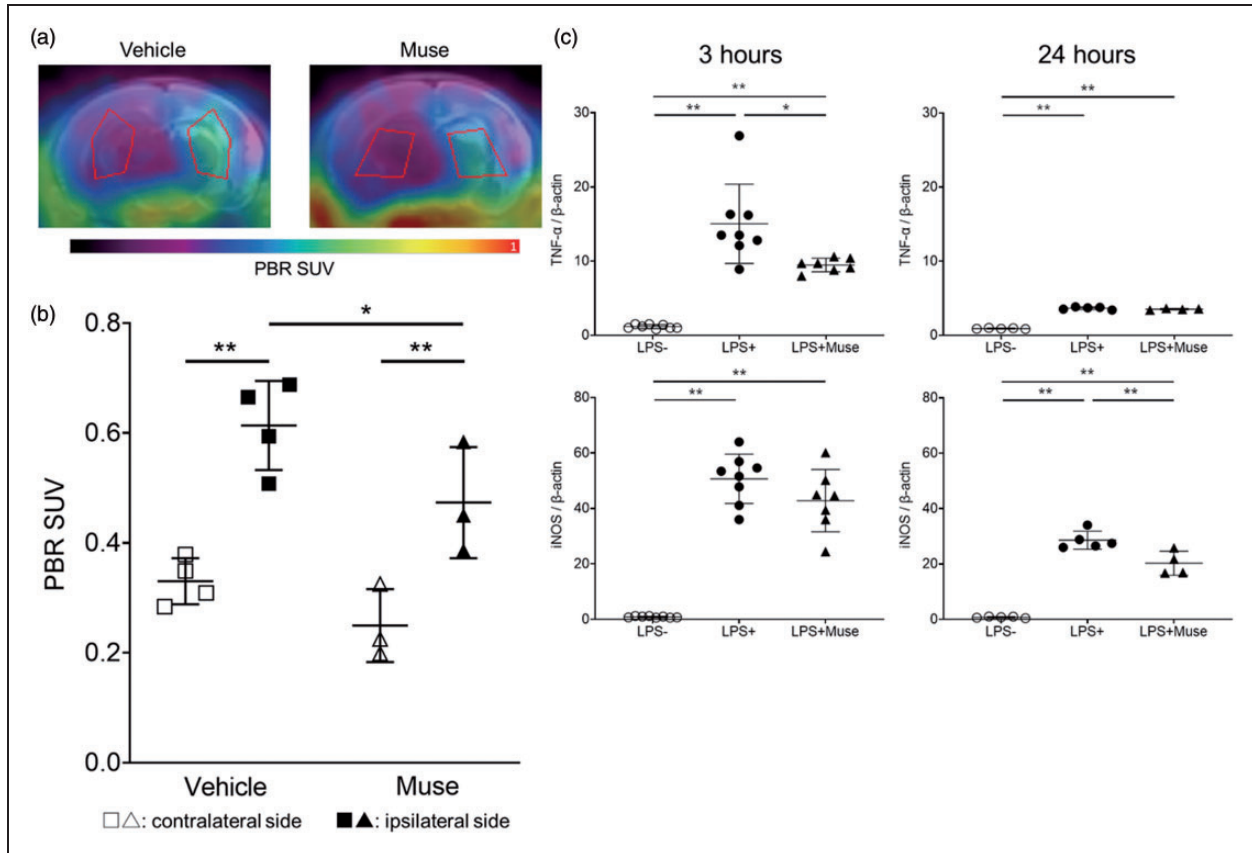 (a)
Vehicle
Muse
1
PBR SUV
(b)
PBR SUV
0.8
0.6
0.4
0.2
0.0
**
*
**
Vehicle
Muse
□△: contralateral side
■▲: ipsilateral side
(c)
3 hours
24 hours
TNF-α / β-actin
30
20
10
0
**
**
*
LPS-
LPS+
LPS+Muse
TNF-α / β-actin
30
20
10
0
**
**
LPS-
LPS+
LPS+Muse
iNOS / β-actin
80
60
40
20
0
**
**
LPS-
LPS+
LPS+Muse
iNOS / β-actin
80
60
40
20
0
**
**
**
LPS-
LPS+
LPS+Muse